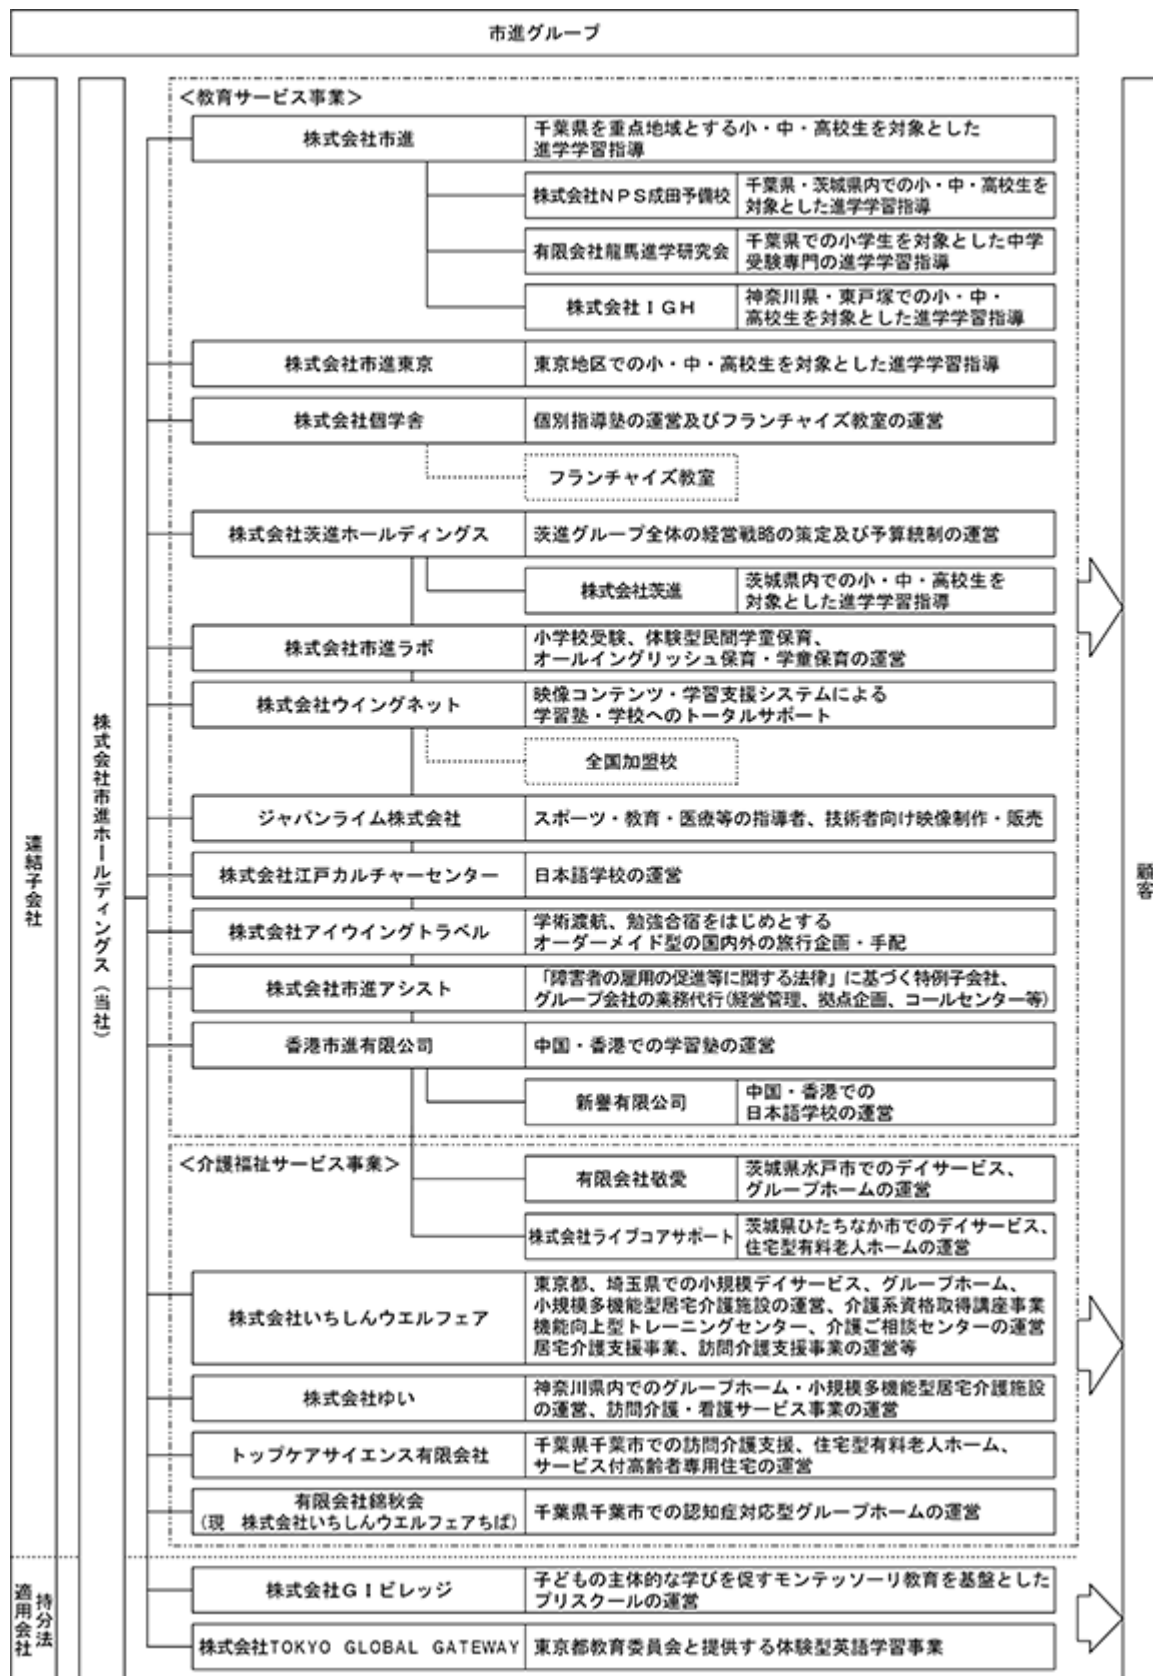 市進グループ
連結子会社
株式会社市進ホールディングス（当社）
＜教育サービス事業＞
株式会社市進
千葉県を重点地域とする小・中・高校生を対象とした
進学学習指導
株式会社ＮＰＳ成田予備校
千葉県・茨城県内での小・中・高校生を
対象とした進学学習指導
有限会社龍馬進学研究会
千葉県での小学生を対象とした中学
受験専門の進学学習指導
株式会社ＩＧＨ
神奈川県・東戸塚での小・中・
高校生を対象とした進学学習指導
株式会社市進東京
東京地区での小・中・高校生を対象とした進学学習指導
株式会社個学舎
個別指導塾の運営及びフランチャイズ教室の運営
フランチャイズ教室
株式会社茨進ホールディングス
茨進グループ全体の経営戦略の策定及び予算統制の運営
株式会社茨進
茨城県内での小・中・高校生を
対象とした進学学習指導
株式会社市進ラボ
小学校受験、体験型民間学童保育、
オールイングリッシュ保育・学童保育の運営
株式会社ウイングネット
映像コンテンツ・学習支援システムによる
学習塾・学校へのトータルサポート
全国加盟校
ジャパンライム株式会社
スポーツ・教育・医療等の指導者、技術者向け映像制作・販売
株式会社江戸カルチャーセンター
日本語学校の運営
株式会社アイウイングトラベル
学術渡航、勉強合宿をはじめとする
オーダーメイド型の国内外の旅行企画・手配
株式会社市進アシスト
「障害者の雇用の促進等に関する法律」に基づく特例子会社、
グループ会社の業務代行(経営管理、拠点企画、コールセンター等)
香港市進有限公司
中国・香港での学習塾の運営
新譽有限公司
中国・香港での
日本語学校の運営
＜介護福祉サービス事業＞
有限会社敬愛
茨城県水戸市でのデイサービス、
グループホームの運営
株式会社ライブコアサポート
茨城県ひたちなか市でのデイサービス、
住宅型有料老人ホームの運営
株式会社いちしんウエルフェア
東京都、埼玉県での小規模デイサービス、グループホーム、
小規模多機能型居宅介護施設の運営、介護系資格取得講座事業
機能向上型トレーニングセンター、介護ご相談センターの運営
居宅介護支援事業、訪問介護支援事業の運営等
株式会社ゆい
神奈川県内でのグループホーム・小規模多機能型居宅介護施設
の運営、訪問介護・看護サービス事業の運営
トップケアサイエンス有限会社
千葉県千葉市での訪問介護支援、住宅型有料老人ホーム、
サービス付高齢者専用住宅の運営
有限会社錦秋会
(現　株式会社いちしんウエルフェアちば)
千葉県千葉市での認知症対応型グループホームの運営
持分法
適用会社
株式会社ＧＩビレッジ
子どもの主体的な学びを促すモンテッソーリ教育を基盤とした
プリスクールの運営
株式会社TOKYO GLOBAL GATEWAY
東京都教育委員会と提供する体験型英語学習事業
顧客